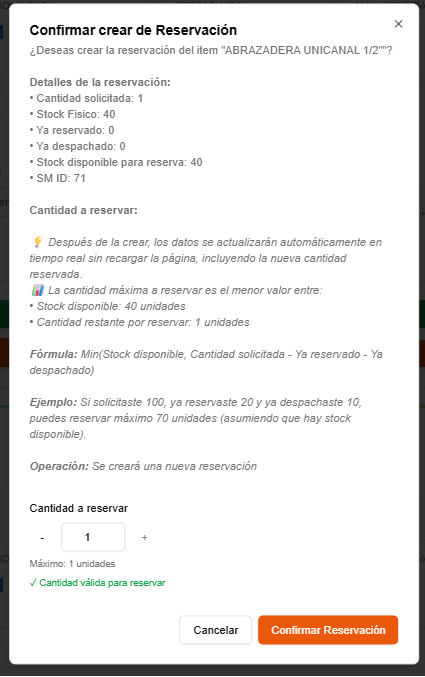 Confirmar crear de Reservación
¿Deseas crear la reservación del item "ABRAZADERA UNICANAL 1/2""?
Detalles de la reservación:
• Cantidad solicitada: 1
• Stock Fisico: 40
• Ya reservado: 0
• Ya despachado: 0
• Stock disponible para reserva: 40
• SM ID: 71
Cantidad a reservar:
💡 Después de la crear, los datos se actualizarán automáticamente en
tiempo real sin recargar la página, incluyendo la nueva cantidad
reservada.
📊 La cantidad máxima a reservar es el menor valor entre:
• Stock disponible: 40 unidades
• Cantidad restante por reservar: 1 unidades
Fórmula: Min(Stock disponible, Cantidad solicitada - Ya reservado - Ya
despachado)
Ejemplo: Si solicitaste 100, ya reservaste 20 y ya despachaste 10,
puedes reservar máximo 70 unidades (asumiendo que hay stock
disponible).
Operación: Se creará una nueva reservación
Cantidad a reservar
- 1 +
Máximo: 1 unidades
✓ Cantidad válida para reservar
Cancelar Confirmar Reservación